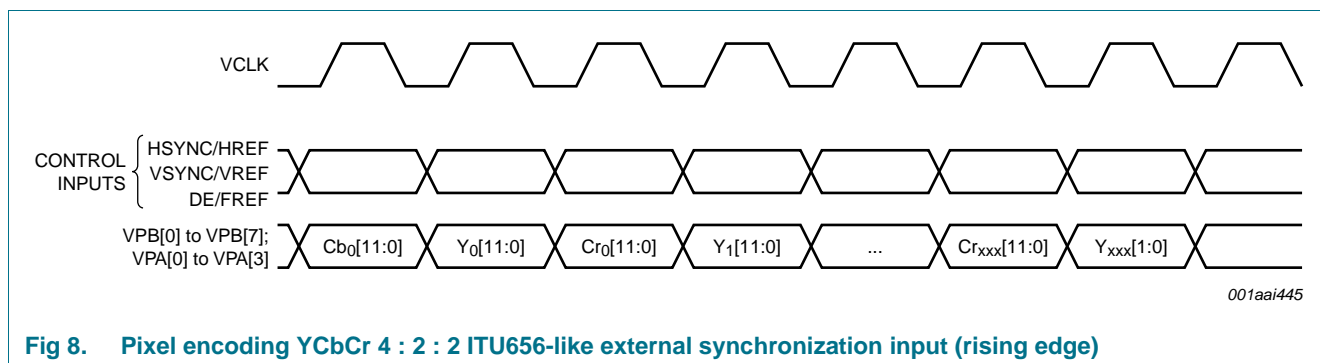 VCLK
CONTROL
INPUTS
HSYNC/HREF
VSYNC/VREF
DE/FREF
VPB[0] to VPB[7];
VPA[0] to VPA[3]
Cb0[11:0] Y0[11:0] Cr0[11:0] Y1[11:0] ... Crxxx[11:0] Yxxx[1:0]
001aai445
Fig 8. Pixel encoding YCbCr 4 : 2 : 2 ITU656-like external synchronization input (rising edge)